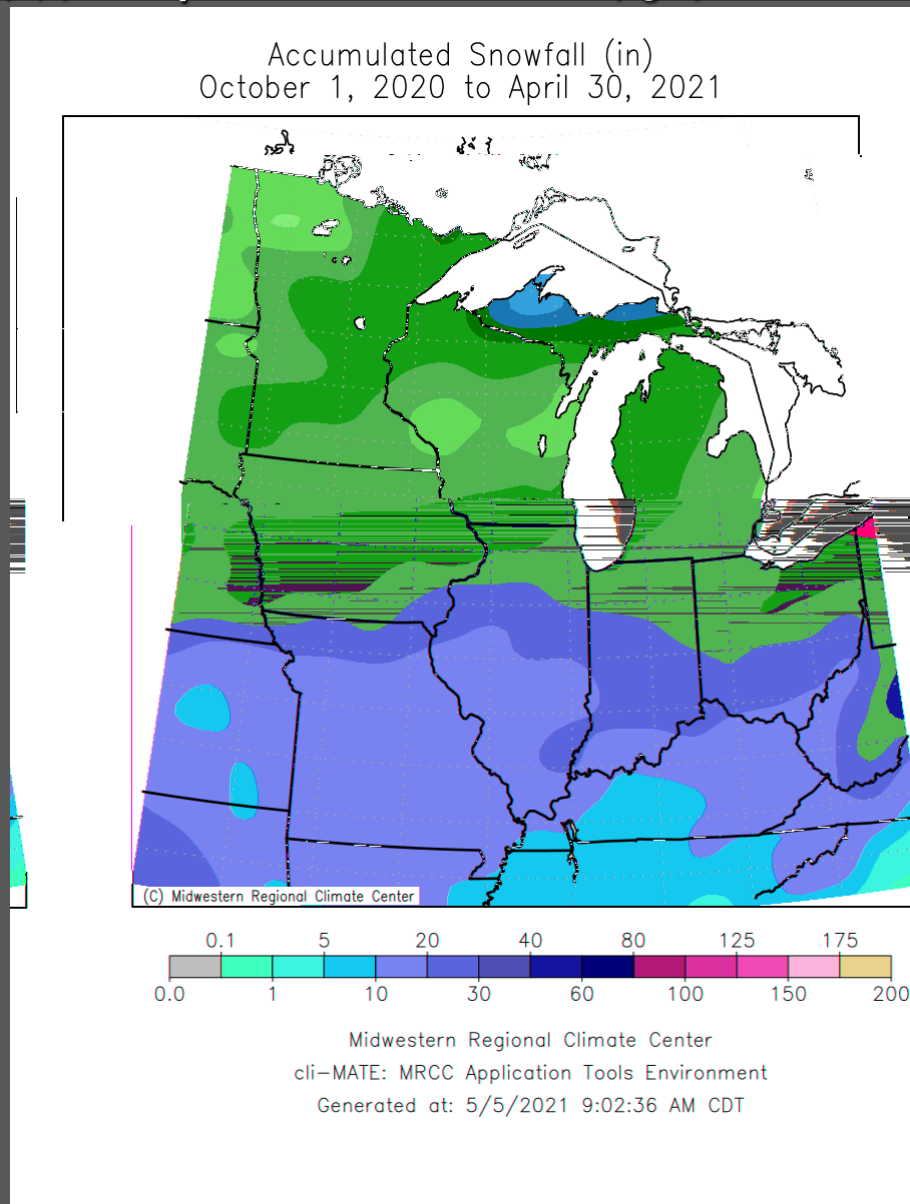 Accumulated Snowfall (in)
October 1, 2020 to April 30, 2021
(C) Midwestern Regional Climate Center
0.1 5 20 40 80 125 175
0.0 1 10 30 60 100 150 200
Midwestern Regional Climate Center
cli-MATE: MRCC Application Tools Environment
Generated at: 5/5/2021 9:02:36 AM CDT